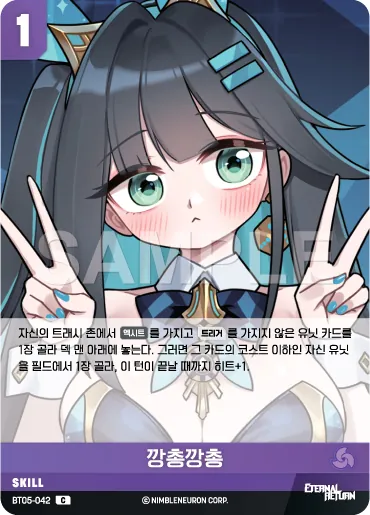 1
SAMPLE
자신의 트래시 존에서 엑시트 를 가지고 트리거 를 가지지 않은 유닛 카드를
1장 골라 덱 맨 아래에 놓는다. 그러면 그 카드의 코스트 이하인 자신 유닛
을 필드에서 1장 골라, 이 턴이 끝날 때까지 히트+1.
깡총깡총
SKILL
BT05-042 C
ⓒ NIMBLENEURON CORP.
ETERNAL
RETURN